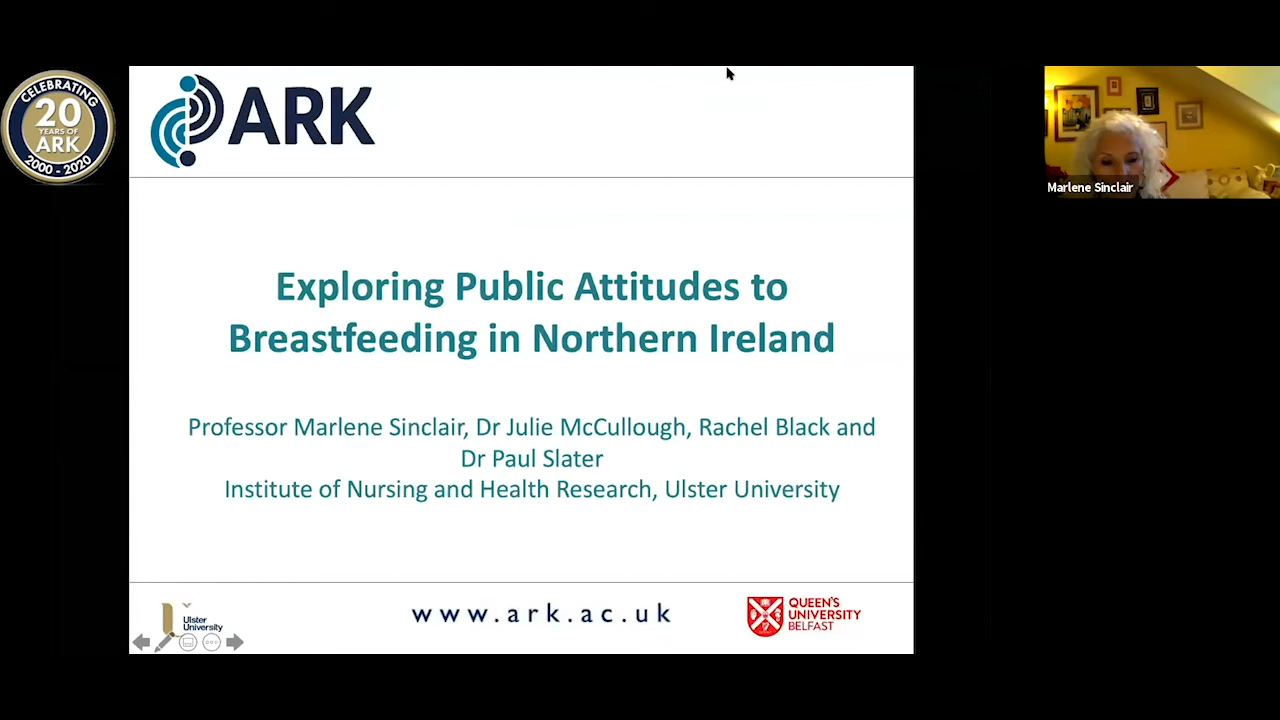 CELEBRATING
20
YEARS OF
ARK
2000 - 2020
ARK
Marlene Sinclair
Exploring Public Attitudes to
Breastfeeding in Northern Ireland
Professor Marlene Sinclair, Dr Julie McCullough, Rachel Black and
Dr Paul Slater
Institute of Nursing and Health Research, Ulster University
Ulster
University
www.ark.ac.uk
QUEEN'S
UNIVERSITY
BELFAST